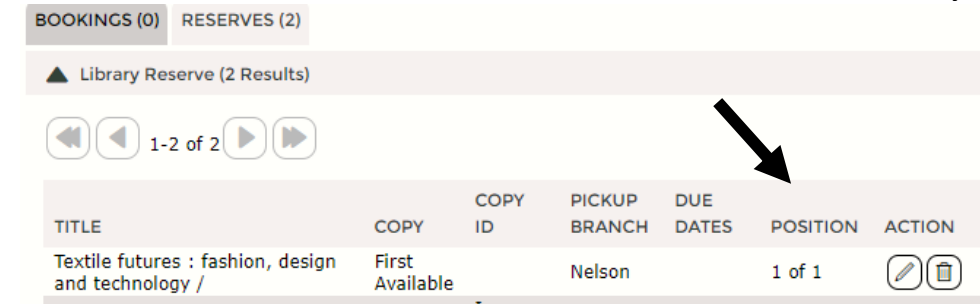 BOOKINGS (0) RESERVES (2)
Library Reserve (2 Results)
1-2 of 2
TITLE COPY COPY ID PICKUP BRANCH DUE DATES POSITION ACTION
Textile futures : fashion, design and technology / First Available Nelson 1 of 1